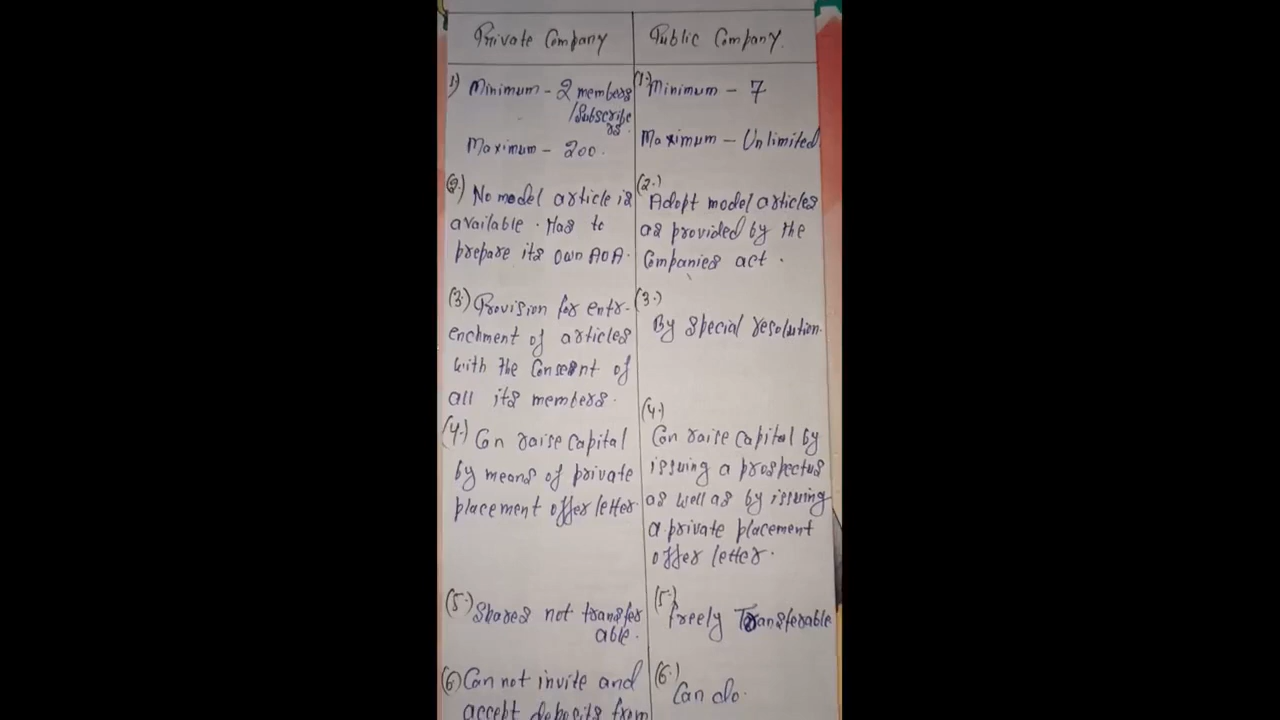 Private Company
Public Company.
1) Minimum - 2 members
/Subscribe
rs.
Maximum - 200.
(2.) No model article is
available. Has to
prepare its own AOA.
(3.) Provision for entr-
enchment of articles
with the Consent of
all its members.
(4.) Can raise capital
by means of private
placement offer letter.
(5.) Shares not transfer
able.
(6.) Can not invite and
accept deposits from
(1.) Minimum - 7
Maximum - Unlimited.
(2.)
Adopt model articles
as provided by the
Companies act.
(3.)
By special resolution.
(4.)
Can raise capital by
issuing a prospectus
as well as by issuing
a private placement
offer letter.
(5.)
Freely Transferable
(6.)
Can do.